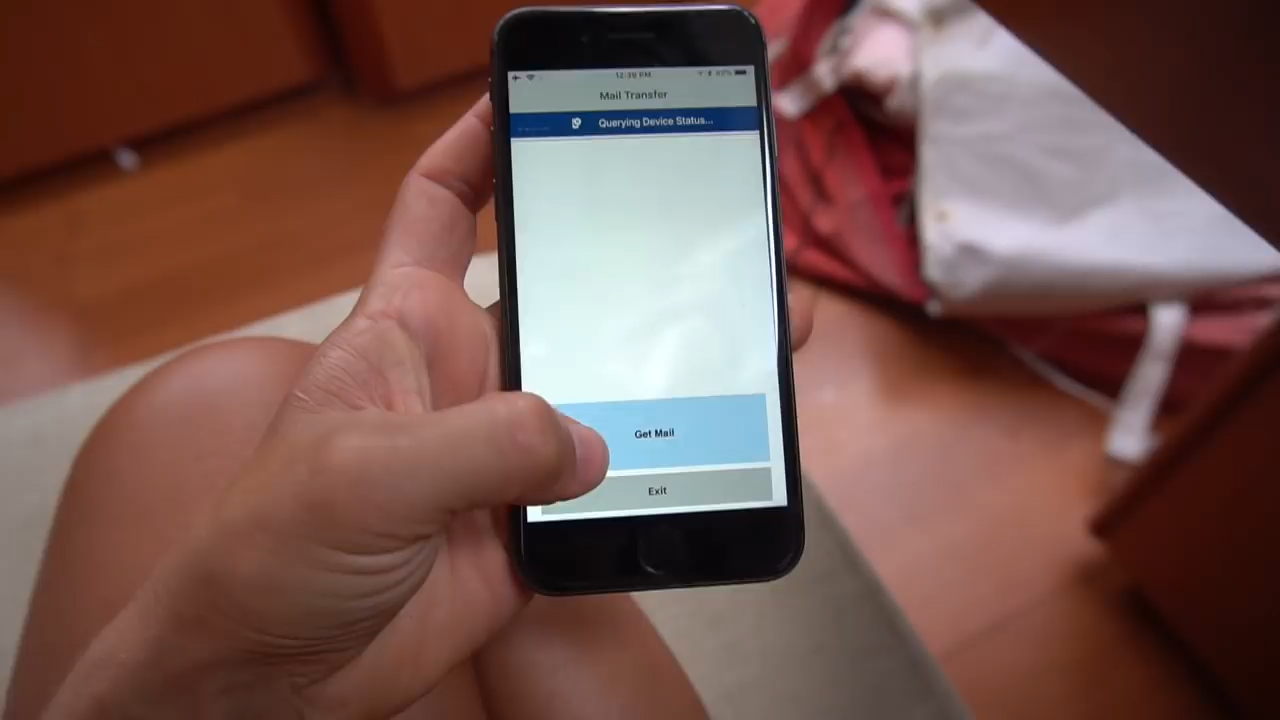 12:39 PM
Mail Transfer
Querying Device Status...
Get Mail
Exit